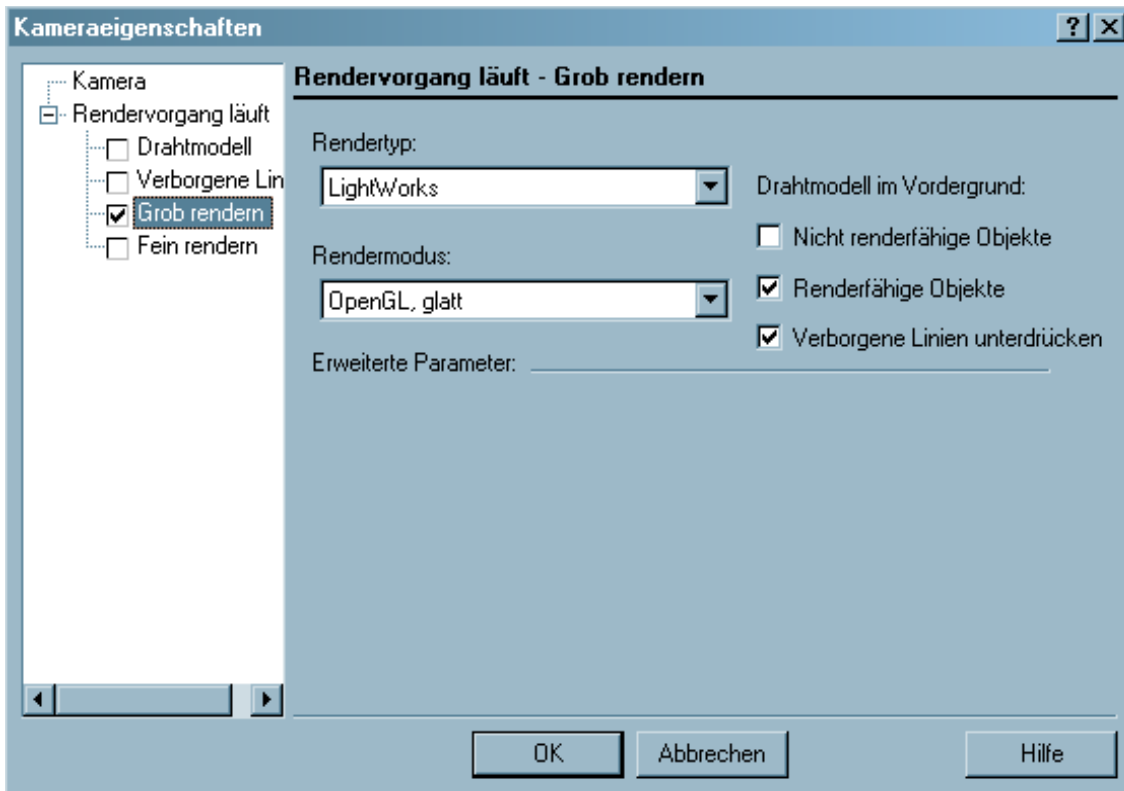 Kameraeigenschaften
Kamera
Rendervorgang läuft
Drahtmodell
Verborgene Lin
Grob rendern
Fein rendern
Rendervorgang läuft - Grob rendern
Rendertyp:
LightWorks
Rendermodus:
OpenGL, glatt
Erweiterte Parameter:
Drahtmodell im Vordergrund:
Nicht renderfähige Objekte
Renderfähige Objekte
Verborgene Linien unterdrücken
OK
Abbrechen
Hilfe